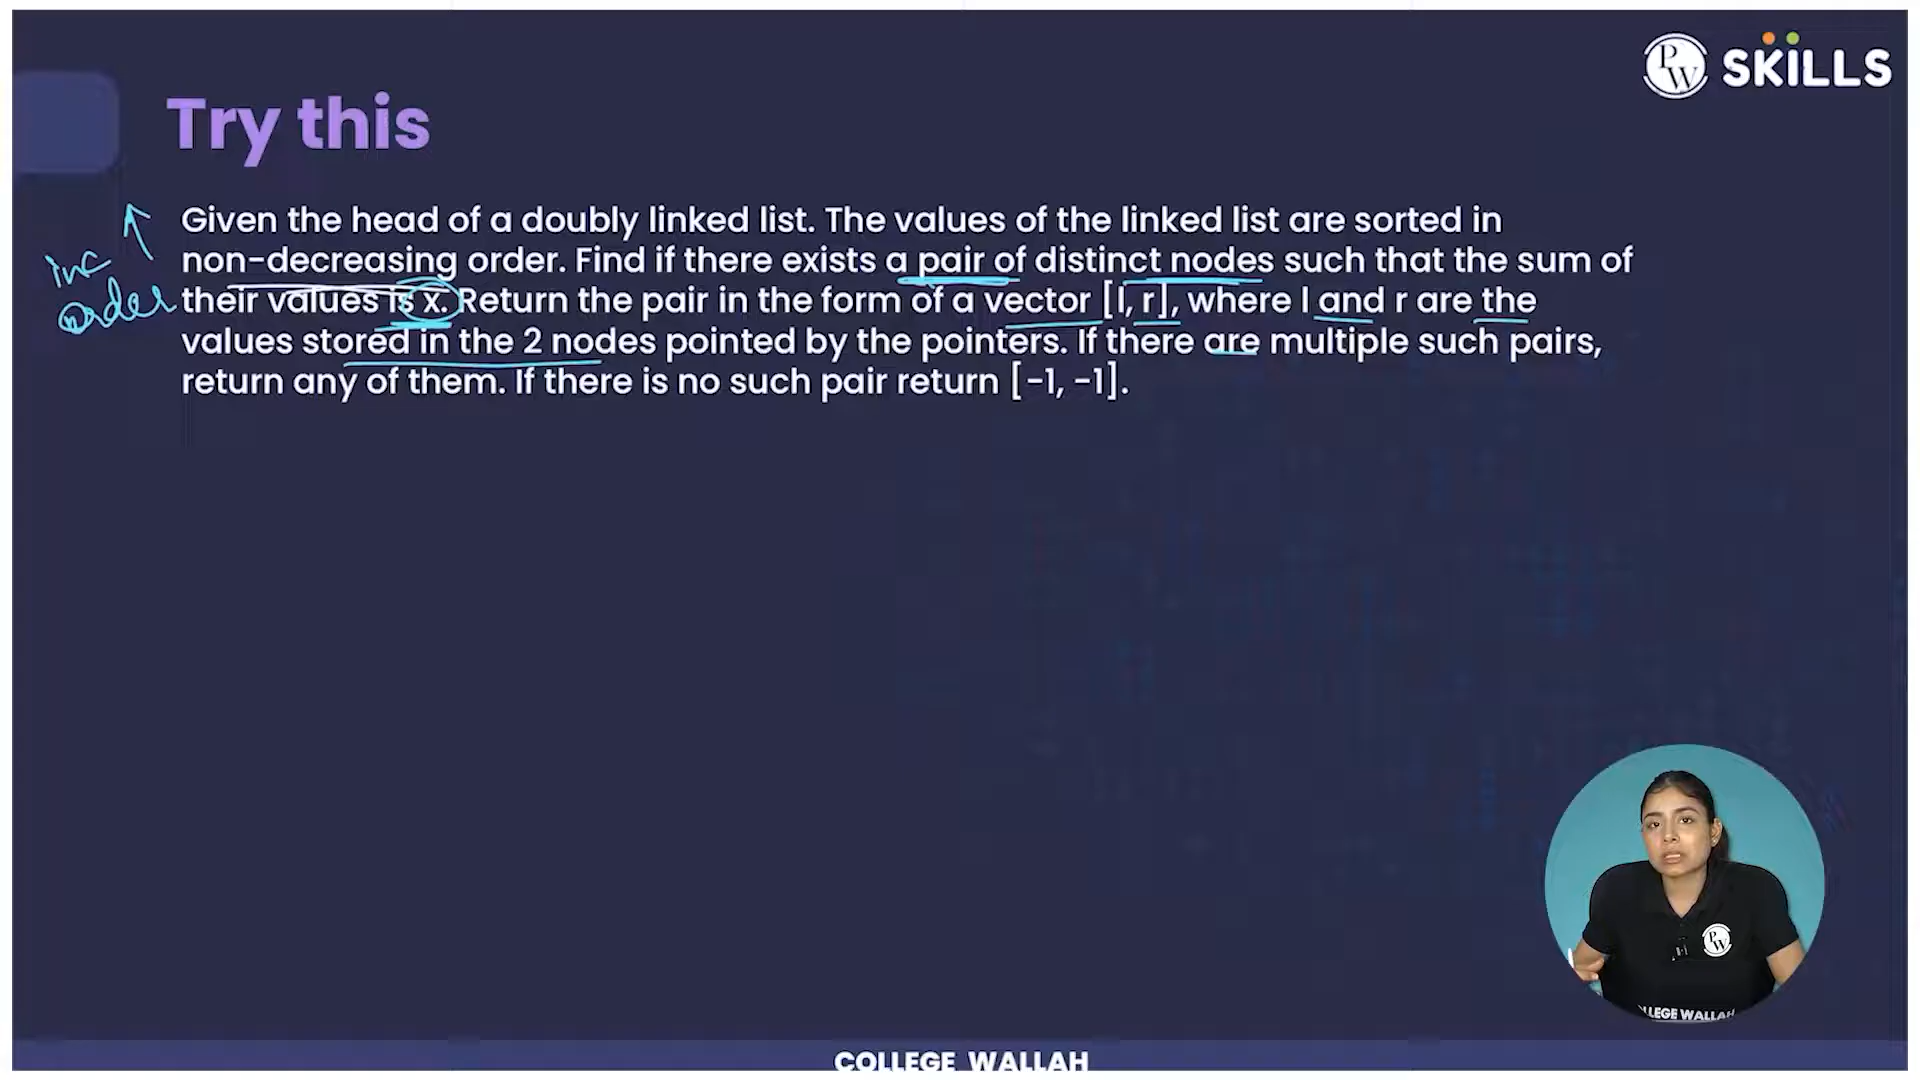 PW SKILLS
Try this
inc
order
Given the head of a doubly linked list. The values of the linked list are sorted in
non-decreasing order. Find if there exists a pair of distinct nodes such that the sum of
their values is x. Return the pair in the form of a vector [l, r], where l and r are the
values stored in the 2 nodes pointed by the pointers. If there are multiple such pairs,
return any of them. If there is no such pair return [-1, -1].
PW
LLEGE WALLAH
COLLEGE WALLAH